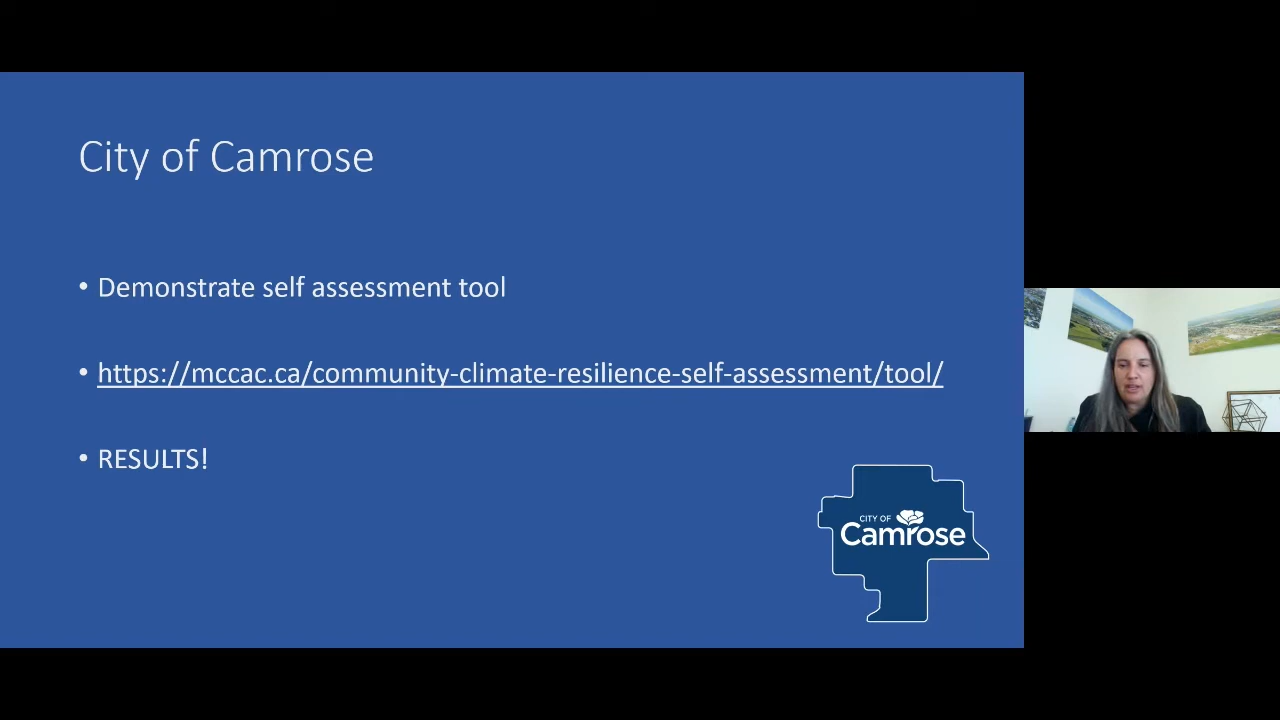 City of Camrose
• Demonstrate self assessment tool
• https://mccac.ca/community-climate-resilience-self-assessment/tool/
• RESULTS!
CITY OF
Camrose